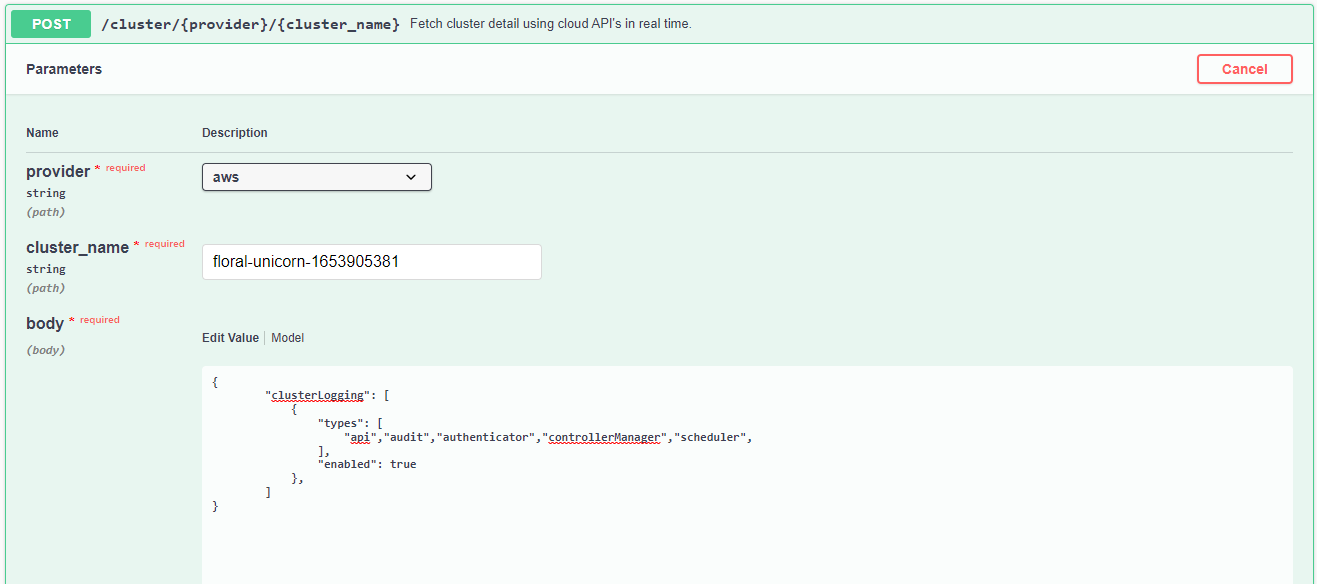 POST /cluster/{provider}/{cluster_name} Fetch cluster detail using cloud API's in real time.
Parameters
Cancel
Name Description
provider * required
aws
string
(path)
cluster_name * required
floral-unicorn-1653905381
string
(path)
body * required
(body)
Edit Value Model
{
"clusterLogging": [
{
"types": [
"api","audit","authenticator","controllerManager","scheduler",
],
"enabled": true
},
]
}